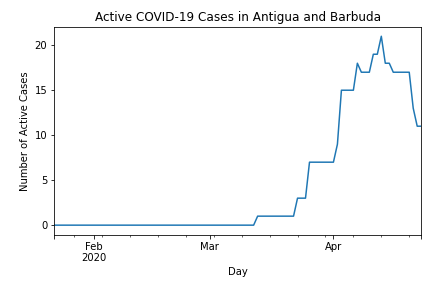 Active COVID-19 Cases in Antigua and Barbuda
Number of Active Cases
20
15
10
5
0
Feb Mar Apr
2020
Day